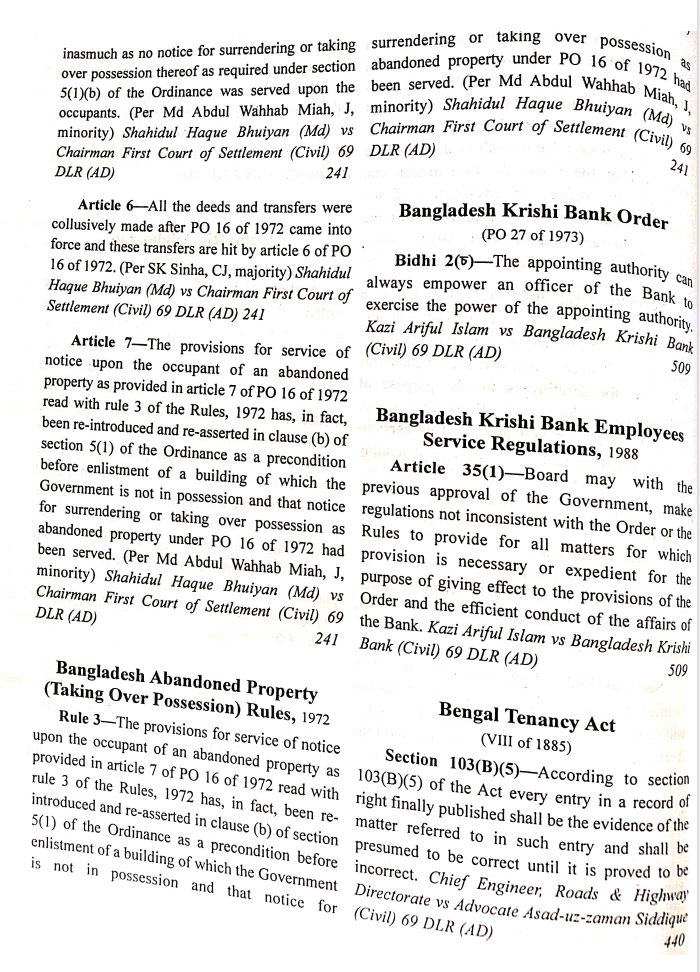 inasmuch as no notice for surrendering or taking
over possession thereof as required under section
5(1)(b) of the Ordinance was served upon the
occupants. (Per Md Abdul Wahhab Miah, J,
minority) Shahidul Haque Bhuiyan (Md) vs
Chairman First Court of Settlement (Civil) 69
DLR (AD) 241
Article 6—All the deeds and transfers were
collusively made after PO 16 of 1972 came into
force and these transfers are hit by article 6 of PO
16 of 1972. (Per SK Sinha, CJ, majority) Shahidul
Haque Bhuiyan (Md) vs Chairman First Court of
Settlement (Civil) 69 DLR (AD) 241
Article 7—The provisions for service of
notice upon the occupant of an abandoned
property as provided in article 7 of PO 16 of 1972
read with rule 3 of the Rules, 1972 has, in fact,
been re-introduced and re-asserted in clause (b) of
section 5(1) of the Ordinance as a precondition
before enlistment of a building of which the
Government is not in possession and that notice
for surrendering or taking over possession as
abandoned property under PO 16 of 1972 had
been served. (Per Md Abdul Wahhab Miah, J,
minority) Shahidul Haque Bhuiyan (Md) vs
Chairman First Court of Settlement (Civil) 69
DLR (AD)
241
Bangladesh Abandoned Property
(Taking Over Possession) Rules, 1972
Rule 3—The provisions for service of notice
upon the occupant of an abandoned property as
provided in article 7 of PO 16 of 1972 read with
rule 3 of the Rules, 1972 has, in fact, been re-
introduced and re-asserted in clause (b) of section
5(1) of the Ordinance as a precondition before
enlistment of a building of which the Government
is not in possession and that notice for
surrendering or taking over possession as
abandoned property under PO 16 of 1972 had
been served. (Per Md Abdul Wahhab Miah, J,
minority) Shahidul Haque Bhuiyan (Md) vs
Chairman First Court of Settlement (Civil) 69
DLR (AD) 241
Bangladesh Krishi Bank Order
(PO 27 of 1973)
Bidhi 2(চ)—The appointing authority can
always empower an officer of the Bank to
exercise the power of the appointing authority.
Kazi Ariful Islam vs Bangladesh Krishi Bank
(Civil) 69 DLR (AD) 509
Bangladesh Krishi Bank Employees
Service Regulations, 1988
Article 35(1)—Board may with the
previous approval of the Government, make
regulations not inconsistent with the Order or the
Rules to provide for all matters for which
provision is necessary or expedient for the
purpose of giving effect to the provisions of the
Order and the efficient conduct of the affairs of
the Bank. Kazi Ariful Islam vs Bangladesh Krishi
Bank (Civil) 69 DLR (AD) 509
Bengal Tenancy Act
(VIII of 1885)
Section 103(B)(5)—According to section
103(B)(5) of the Act every entry in a record of
right finally published shall be the evidence of the
matter referred to in such entry and shall be
presumed to be correct until it is proved to be
incorrect. Chief Engineer, Roads & Highway
Directorate vs Advocate Asad-uz-zaman Siddique
(Civil) 69 DLR (AD) 440